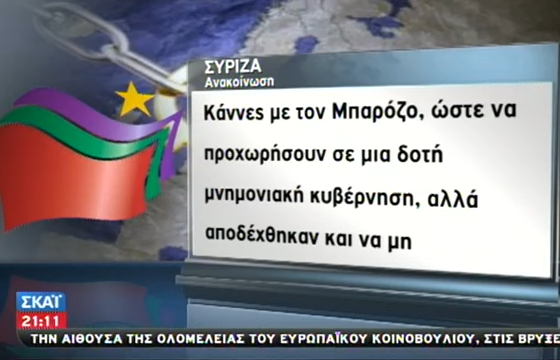 ΣΥΡΙΖΑ
Ανακοίνωση
Κάννες με τον Μπαρόζο, ώστε να
προχωρήσουν σε μια δοτή
μνημονιακή κυβέρνηση, αλλά
αποδέχθηκαν και να μη
ΣΚΑΪ
21:11
ΤΗΝ ΑΙΘΟΥΣΑ ΤΗΣ ΟΛΟΜΕΛΕΙΑΣ ΤΟΥ ΕΥΡΩΠΑΪΚΟΥ ΚΟΙΝΟΒΟΥΛΙΟΥ, ΣΤΙΣ ΒΡΥΞ